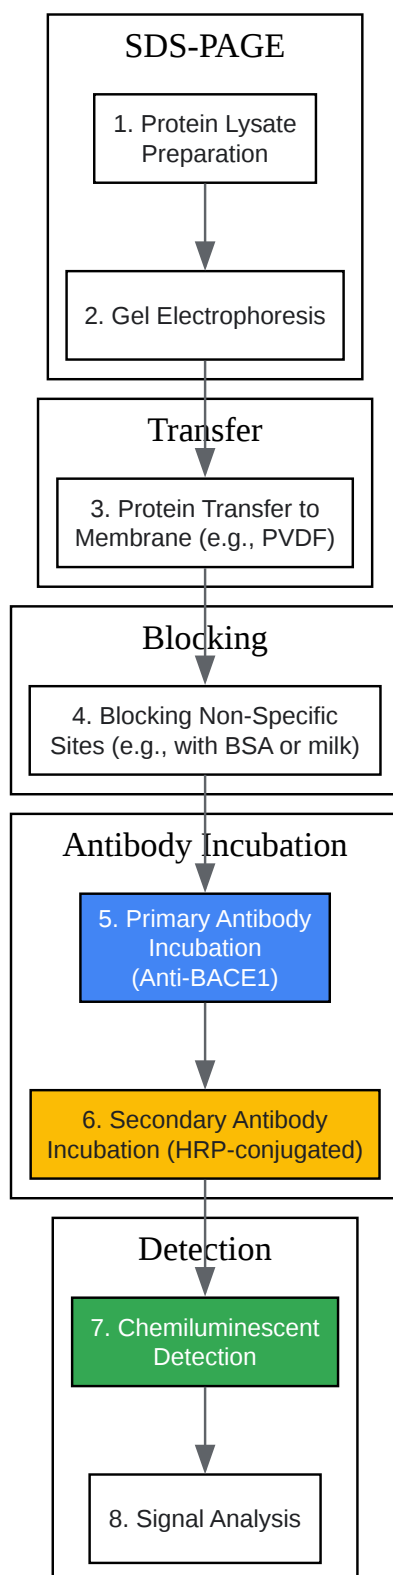 SDS-PAGE
1. Protein Lysate
Preparation
2. Gel Electrophoresis
Transfer
3. Protein Transfer to
Membrane (e.g., PVDF)
Blocking
4. Blocking Non-Specific
Sites (e.g., with BSA or milk)
Antibody Incubation
5. Primary Antibody
Incubation
(Anti-BACE1)
6. Secondary Antibody
Incubation (HRP-conjugated)
Detection
7. Chemiluminescent
Detection
8. Signal Analysis